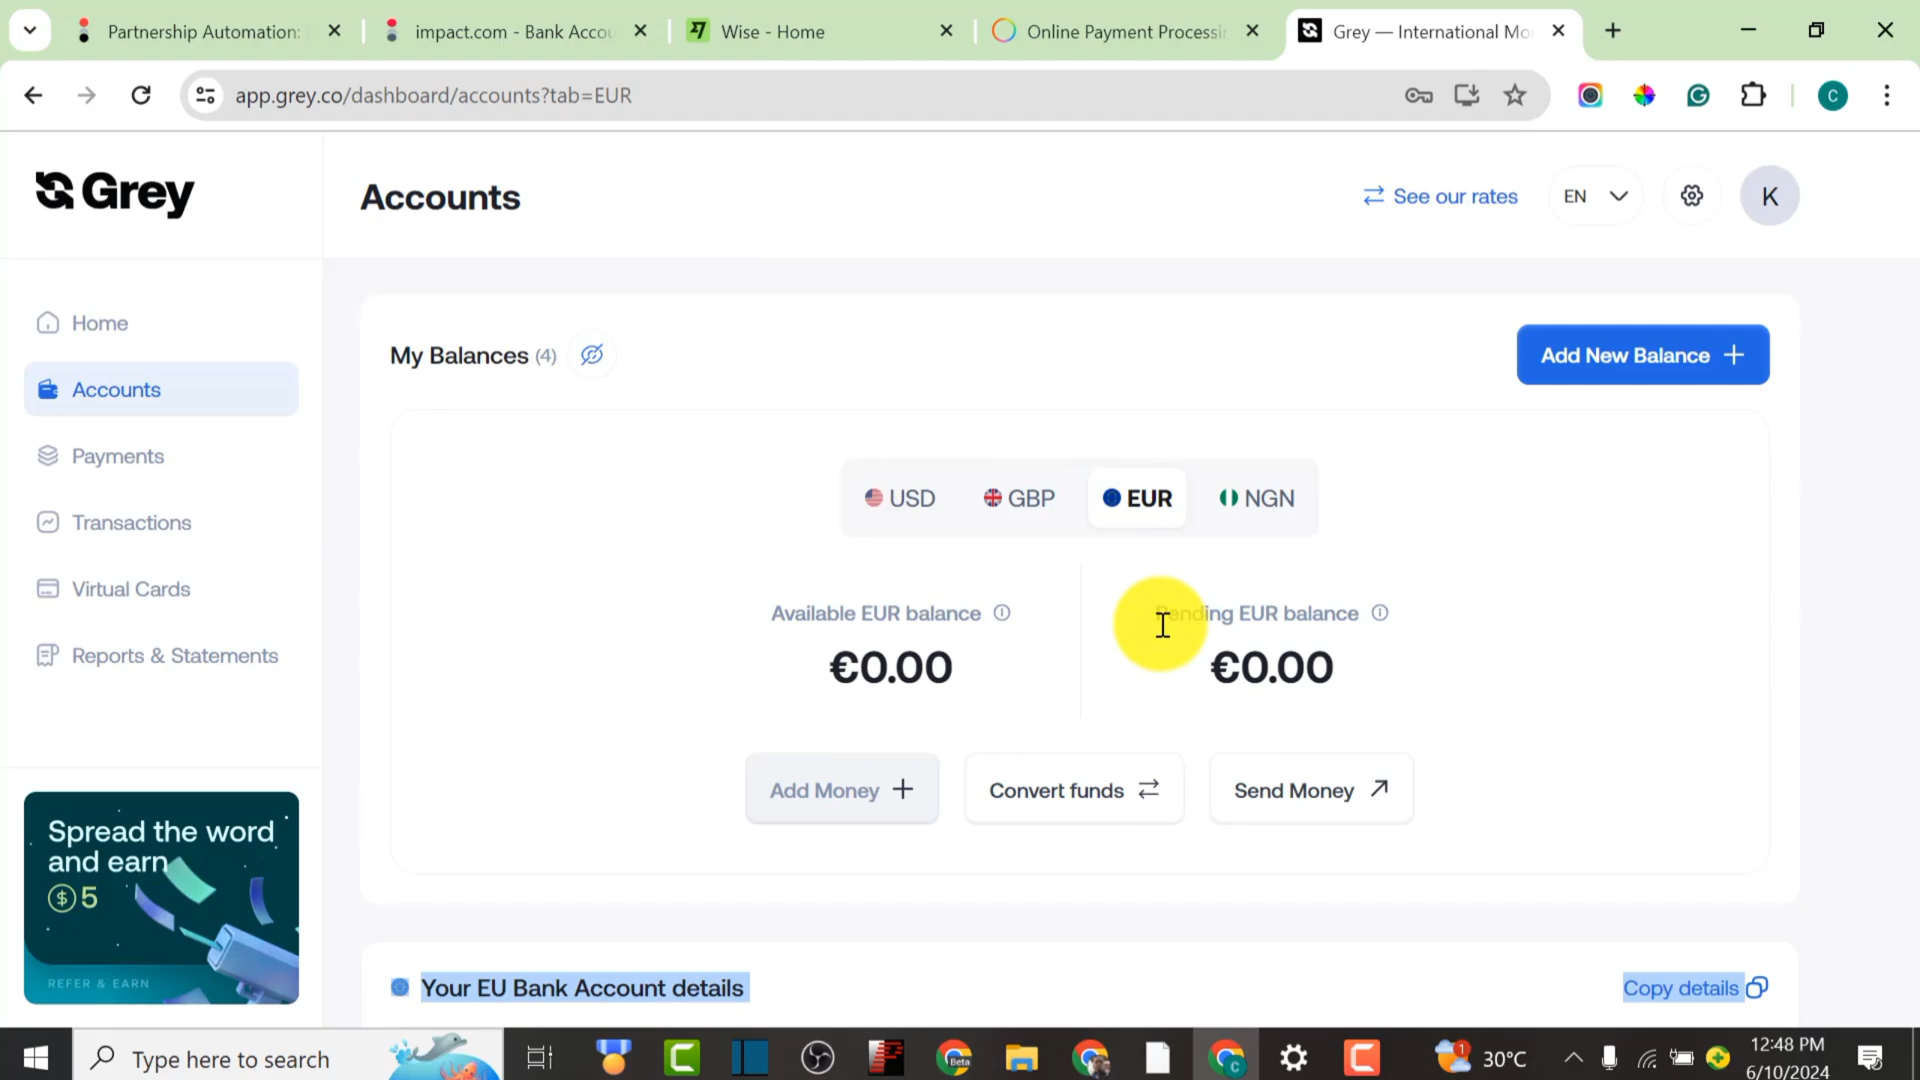 Partnership Automation:
impact.com - Bank Accou
Wise - Home
Online Payment Processi
Grey — International Mo
app.grey.co/dashboard/accounts?tab=EUR
C
Grey
Accounts
See our rates
EN
K
Home
Accounts
Payments
Transactions
Virtual Cards
Reports & Statements
My Balances (4)
Add New Balance +
USD
GBP
EUR
NGN
Available EUR balance
€0.00
Pending EUR balance
€0.00
Add Money +
Convert funds
Send Money
Spread the word
and earn
$ 5
REFER & EARN
Your EU Bank Account details
Copy details
Type here to search
Beta
C
1
30°C
12:48 PM
6/10/2024